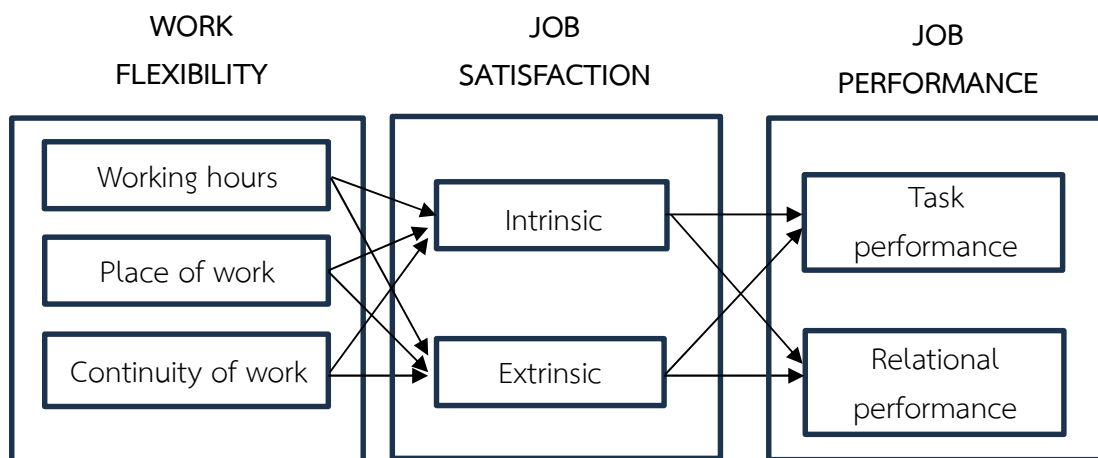 WORK
FLEXIBILITY
Working hours
Place of work
Continuity of work
JOB
SATISFACTION
Intrinsic
Extrinsic
JOB
PERFORMANCE
Task
performance
Relational
performance